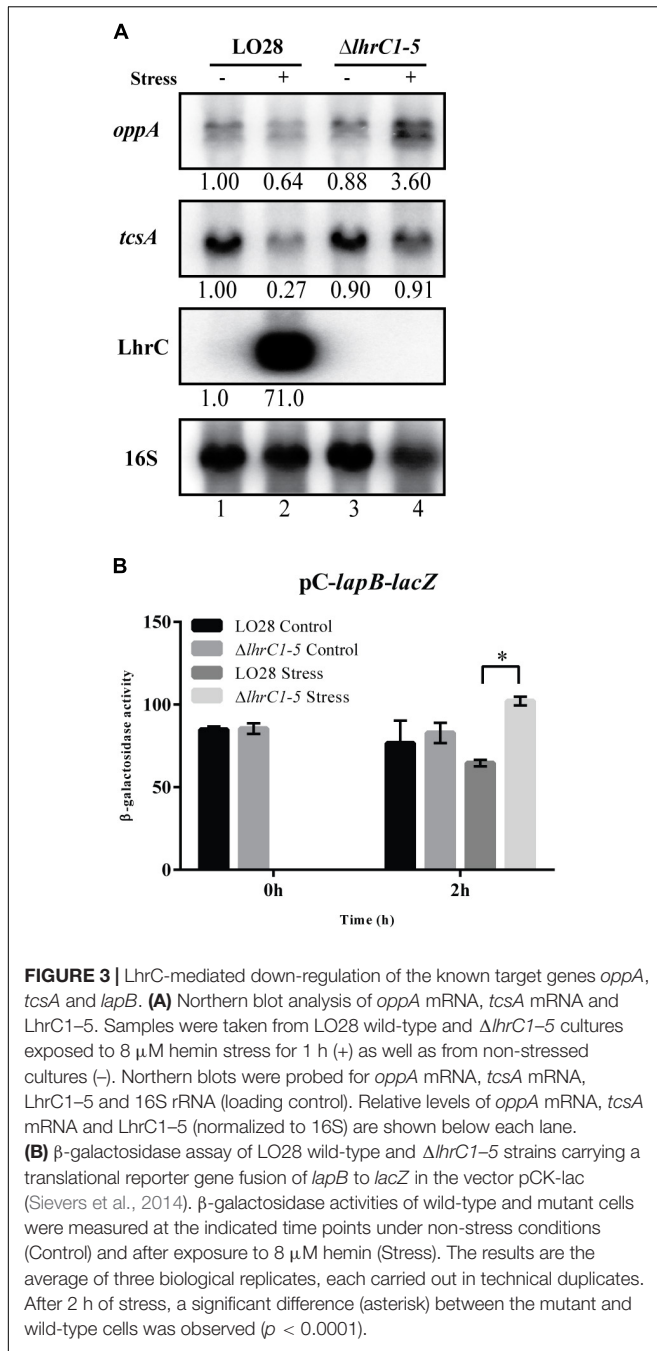 A
LO28 ΔlhrC1-5
Stress - + - +
oppA
1.00 0.64 0.88 3.60
tcsA
1.00 0.27 0.90 0.91
LhrC
1.0 71.0
16S
1 2 3 4
B
pC-lapB-lacZ
150
100
50
0
β-galactosidase activity
LO28 Control
ΔlhrC1-5 Control
LO28 Stress
ΔlhrC1-5 Stress
*
0h 2h
Time (h)
FIGURE 3 | LhrC-mediated down-regulation of the known target genes oppA,
tcsA and lapB. (A) Northern blot analysis of oppA mRNA, tcsA mRNA and
LhrC1–5. Samples were taken from LO28 wild-type and ΔlhrC1–5 cultures
exposed to 8 μM hemin stress for 1 h (+) as well as from non-stressed
cultures (–). Northern blots were probed for oppA mRNA, tcsA mRNA,
LhrC1–5 and 16S rRNA (loading control). Relative levels of oppA mRNA, tcsA
mRNA and LhrC1–5 (normalized to 16S) are shown below each lane.
(B) β-galactosidase assay of LO28 wild-type and ΔlhrC1–5 strains carrying a
translational reporter gene fusion of lapB to lacZ in the vector pCK-lac
(Sievers et al., 2014). β-galactosidase activities of wild-type and mutant cells
were measured at the indicated time points under non-stress conditions
(Control) and after exposure to 8 μM hemin (Stress). The results are the
average of three biological replicates, each carried out in technical duplicates.
After 2 h of stress, a significant difference (asterisk) between the mutant and
wild-type cells was observed (p < 0.0001).